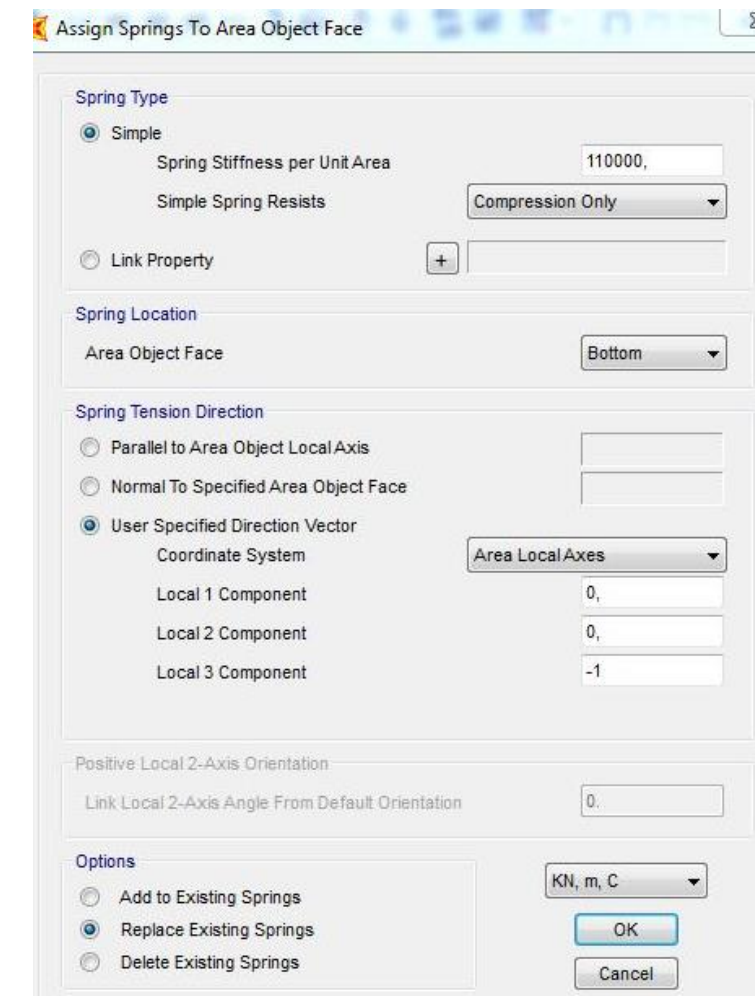 Assign Springs To Area Object Face
Spring Type
Simple
Spring Stiffness per Unit Area 110000,
Simple Spring Resists Compression Only
Link Property +
Spring Location
Area Object Face Bottom
Spring Tension Direction
Parallel to Area Object Local Axis
Normal To Specified Area Object Face
User Specified Direction Vector
Coordinate System Area Local Axes
Local 1 Component 0,
Local 2 Component 0,
Local 3 Component -1
Positive Local 2-Axis Orientation
Link Local 2-Axis Angle From Default Orientation 0.
Options
Add to Existing Springs
Replace Existing Springs
Delete Existing Springs
KN, m, C
OK
Cancel